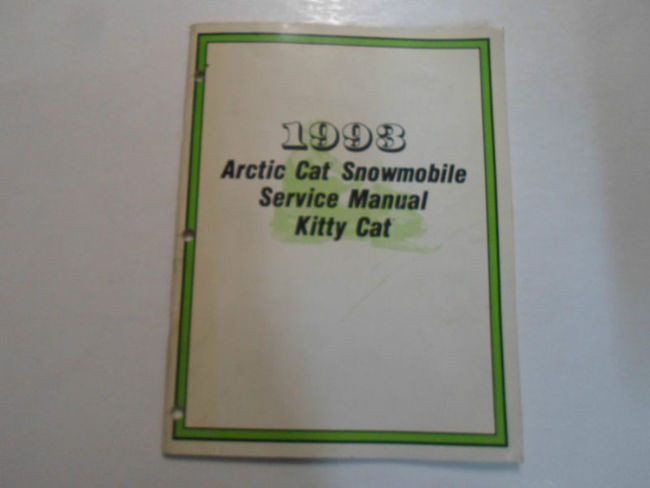 1993
Arctic Cat Snowmobile
Service Manual
Kitty Cat